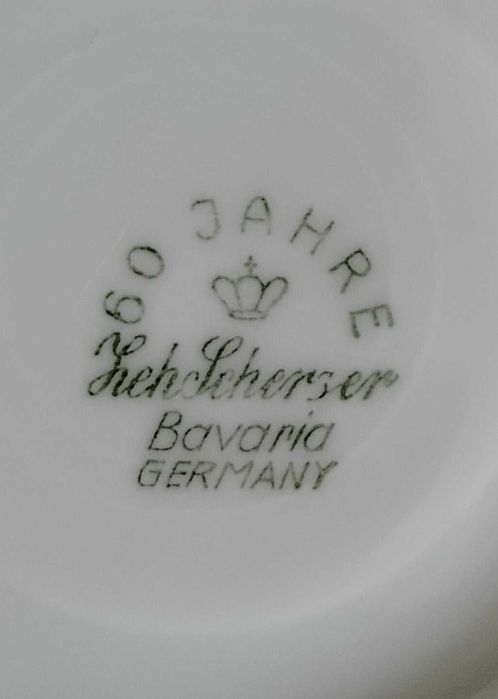 60 JAHRE
Zeh Scherzer
Bavaria
GERMANY